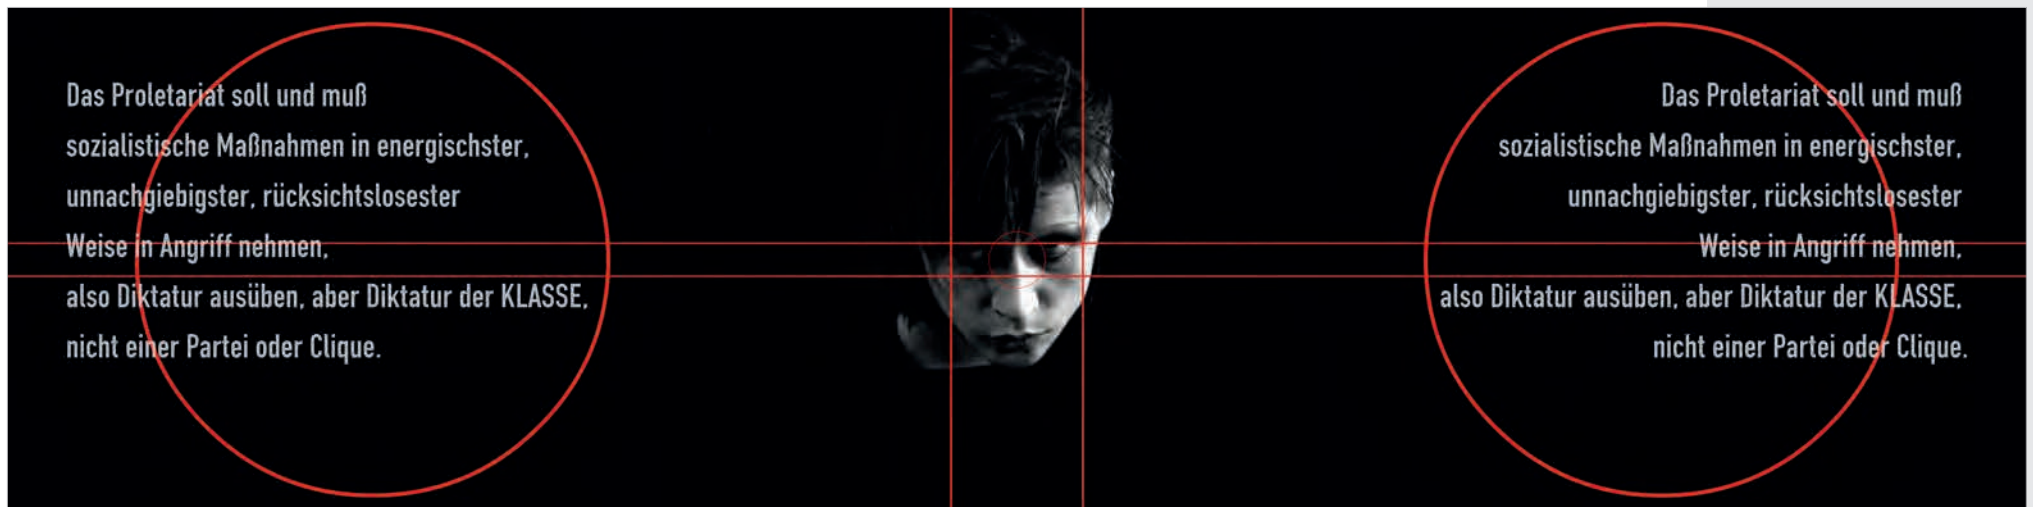 Das Proletariat soll und muß
sozialistische Maßnahmen in energischster,
unnachgiebigster, rücksichtslosester
Weise in Angriff nehmen,
also Diktatur ausüben, aber Diktatur der KLASSE,
nicht einer Partei oder Clique.
Das Proletariat soll und muß
sozialistische Maßnahmen in energischster,
unnachgiebigster, rücksichtslosester
Weise in Angriff nehmen,
also Diktatur ausüben, aber Diktatur der KLASSE,
nicht einer Partei oder Clique.